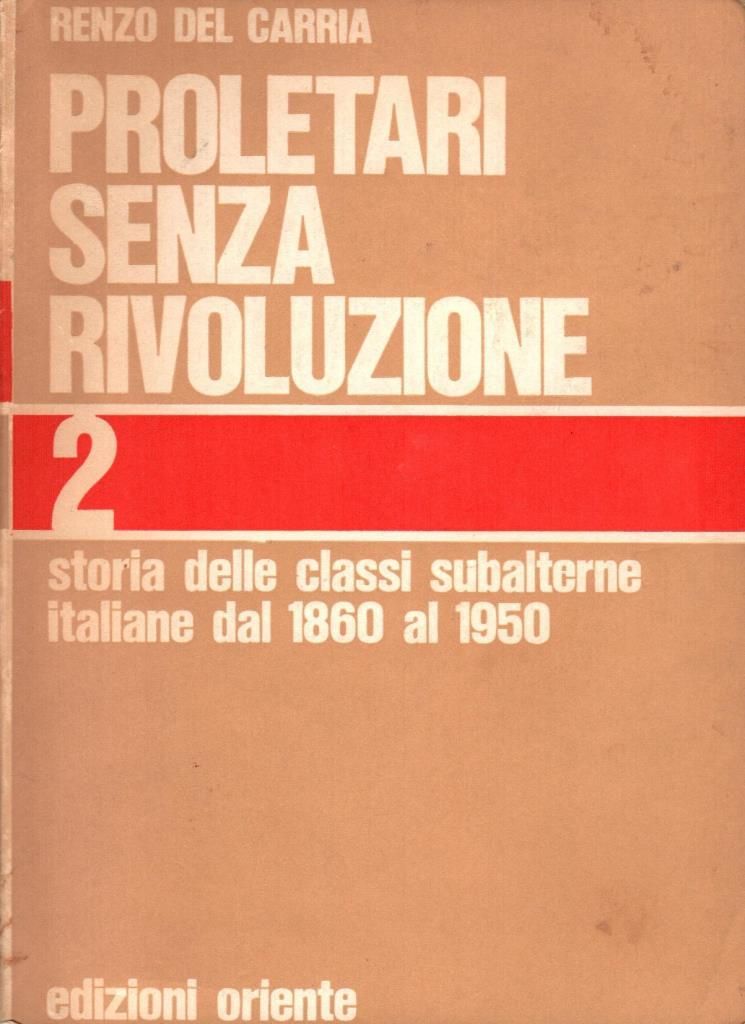 RENZO DEL CARRIA
PROLETARI
SENZA
RIVOLUZIONE
2
storia delle classi subalterne
italiane dal 1860 al 1950
edizioni oriente